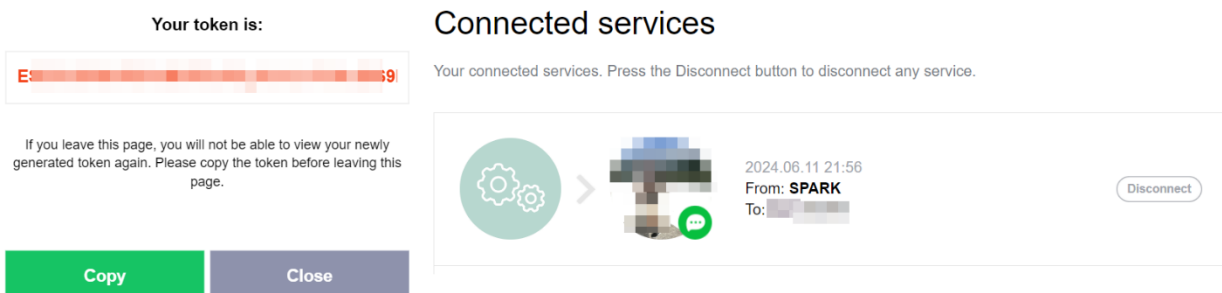 Your token is:
If you leave this page, you will not be able to view your newly
generated token again. Please copy the token before leaving this
page.
Copy
Close
Connected services
Your connected services. Press the Disconnect button to disconnect any service.
2024.06.11 21:56
From: SPARK
To:
Disconnect